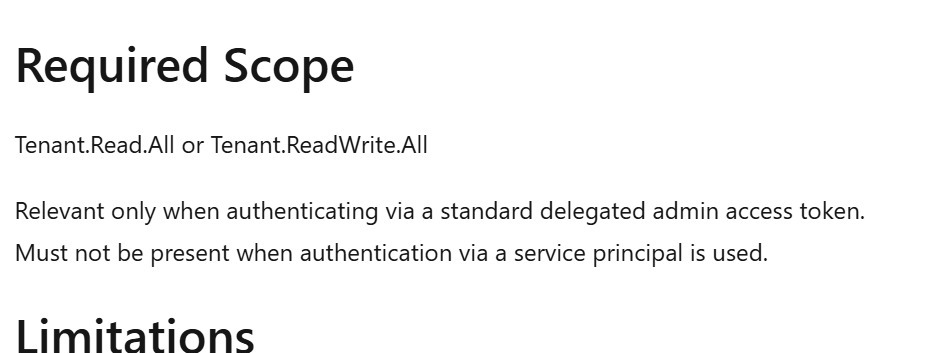 Required Scope
Tenant.Read.All or Tenant.ReadWrite.All
Relevant only when authenticating via a standard delegated admin access token.
Must not be present when authentication via a service principal is used.
Limitations